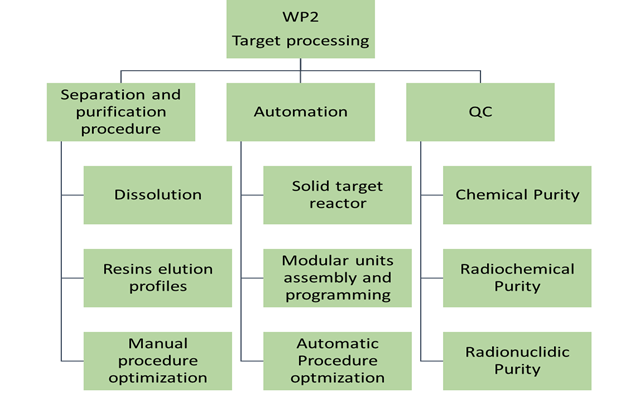 WP2
Target processing
Separation and
purification
procedure
Automation
QC
Dissolution
Solid target
reactor
Chemical Purity
Resins elution
profiles
Modular units
assembly and
programming
Radiochemical
Purity
Manual
procedure
optimization
Automatic
Procedure
optmization
Radionuclidic
Purity